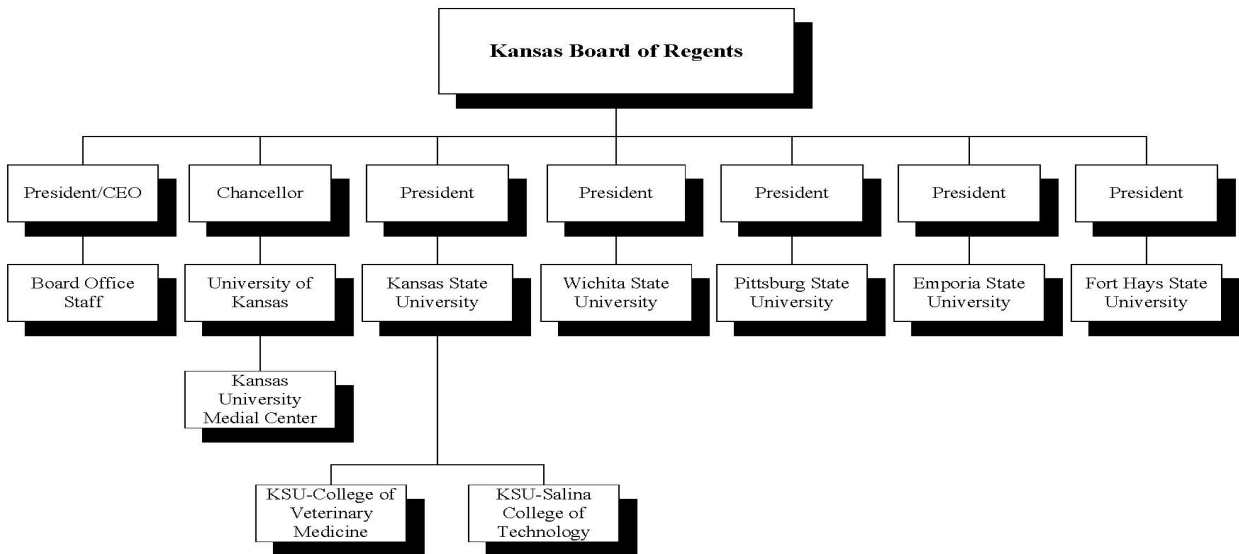 Kansas Board of Regents
President/CEO
Chancellor
President
President
President
President
President
Board Office
Staff
University of
Kansas
Kansas State
University
Wichita State
University
Pittsburg State
University
Emporia State
University
Fort Hays State
University
Kansas
University
Medial Center
KSU-College of
Veterinary
Medicine
KSU-Salina
College of
Technology